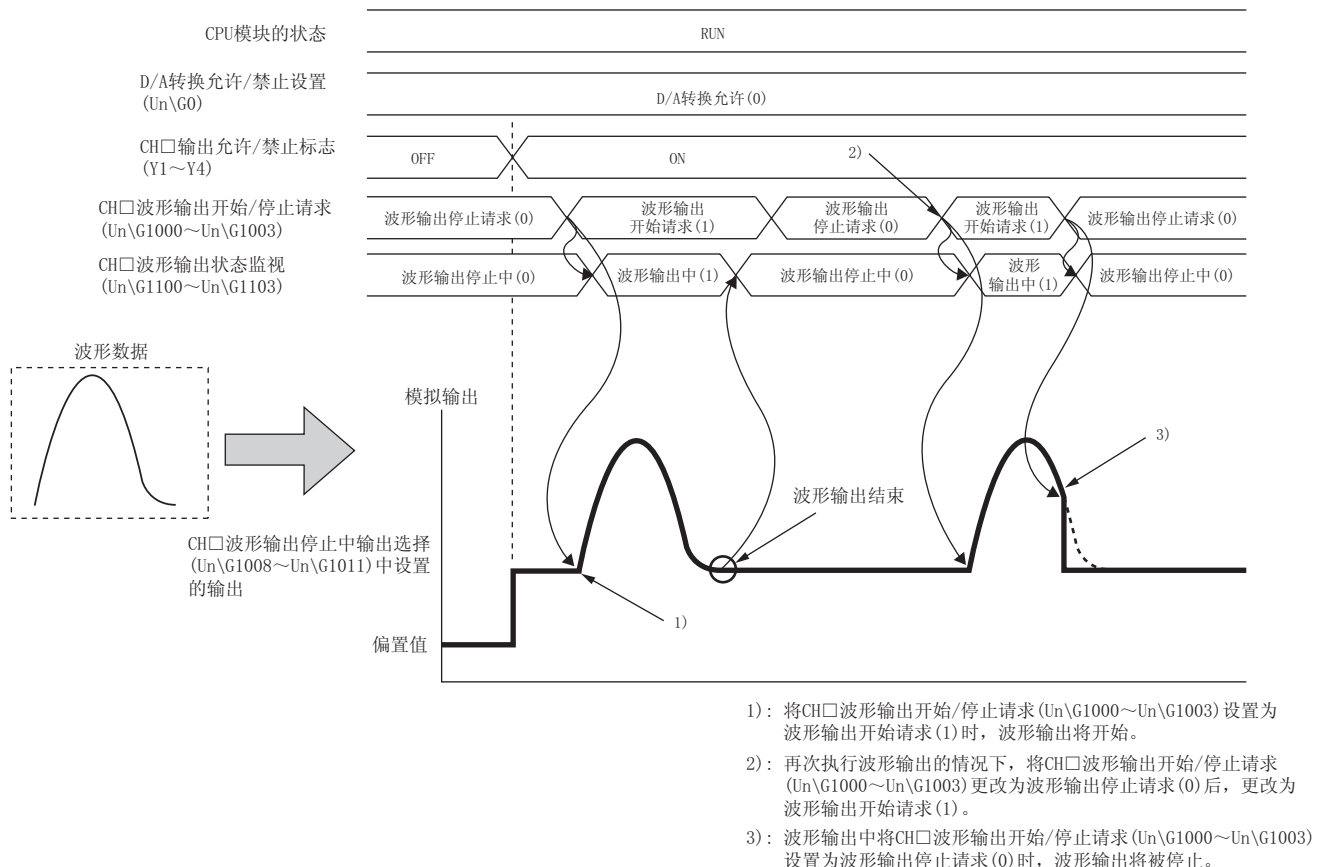 CPU模块的状态
RUN
D/A转换允许/禁止设置
(Un\G0)
D/A转换允许(0)
CH□输出允许/禁止标志
(Y1～Y4)
OFF
ON
2)
CH□波形输出开始/停止请求
(Un\G1000～Un\G1003)
波形输出停止请求(0)
波形输出
开始请求(1)
波形输出
停止请求(0)
波形输出
开始请求(1)
波形输出停止请求(0)
CH□波形输出状态监视
(Un\G1100～Un\G1103)
波形输出停止中(0)
波形输出中(1)
波形输出停止中(0)
波形
输出中(1)
波形输出停止中(0)
波形数据
模拟输出
3)
波形输出结束
CH□波形输出停止中输出选择
(Un\G1008～Un\G1011)中设置
的输出
1)
偏置值
1): 将CH□波形输出开始/停止请求(Un\G1000～Un\G1003)设置为
波形输出开始请求(1)时，波形输出将开始。
2): 再次执行波形输出的情况下，将CH□波形输出开始/停止请求
(Un\G1000～Un\G1003)更改为波形输出停止请求(0)后，更改为
波形输出开始请求(1)。
3): 波形输出中将CH□波形输出开始/停止请求(Un\G1000～Un\G1003)
设置为波形输出停止请求(0)时，波形输出将被停止。